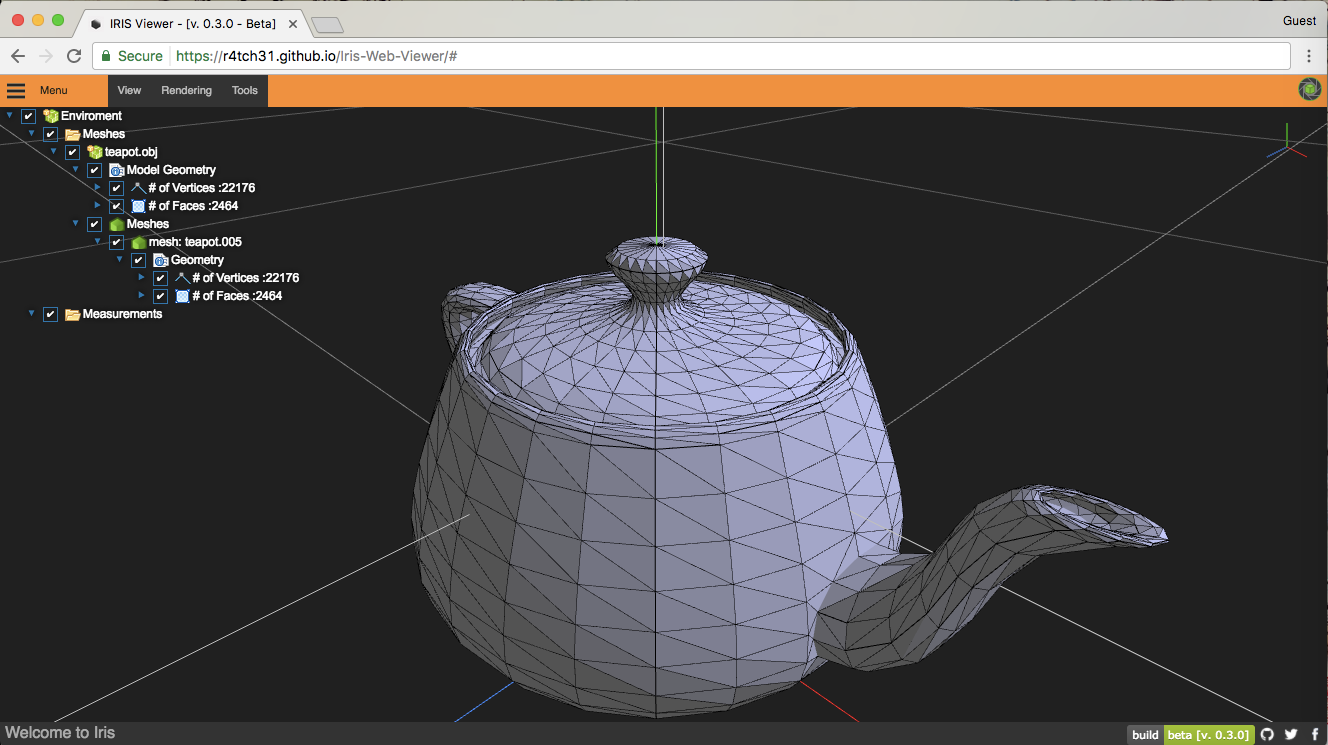 IRIS Viewer - [v. 0.3.0 - Beta]
Guest
Secure https://r4tch31.github.io/Iris-Web-Viewer/#
Menu View Rendering Tools
Enviroment
Meshes
teapot.obj
Model Geometry
# of Vertices :22176
# of Faces :2464
Meshes
mesh: teapot.005
Geometry
# of Vertices :22176
# of Faces :2464
Measurements
Welcome to Iris
build beta [v. 0.3.0]